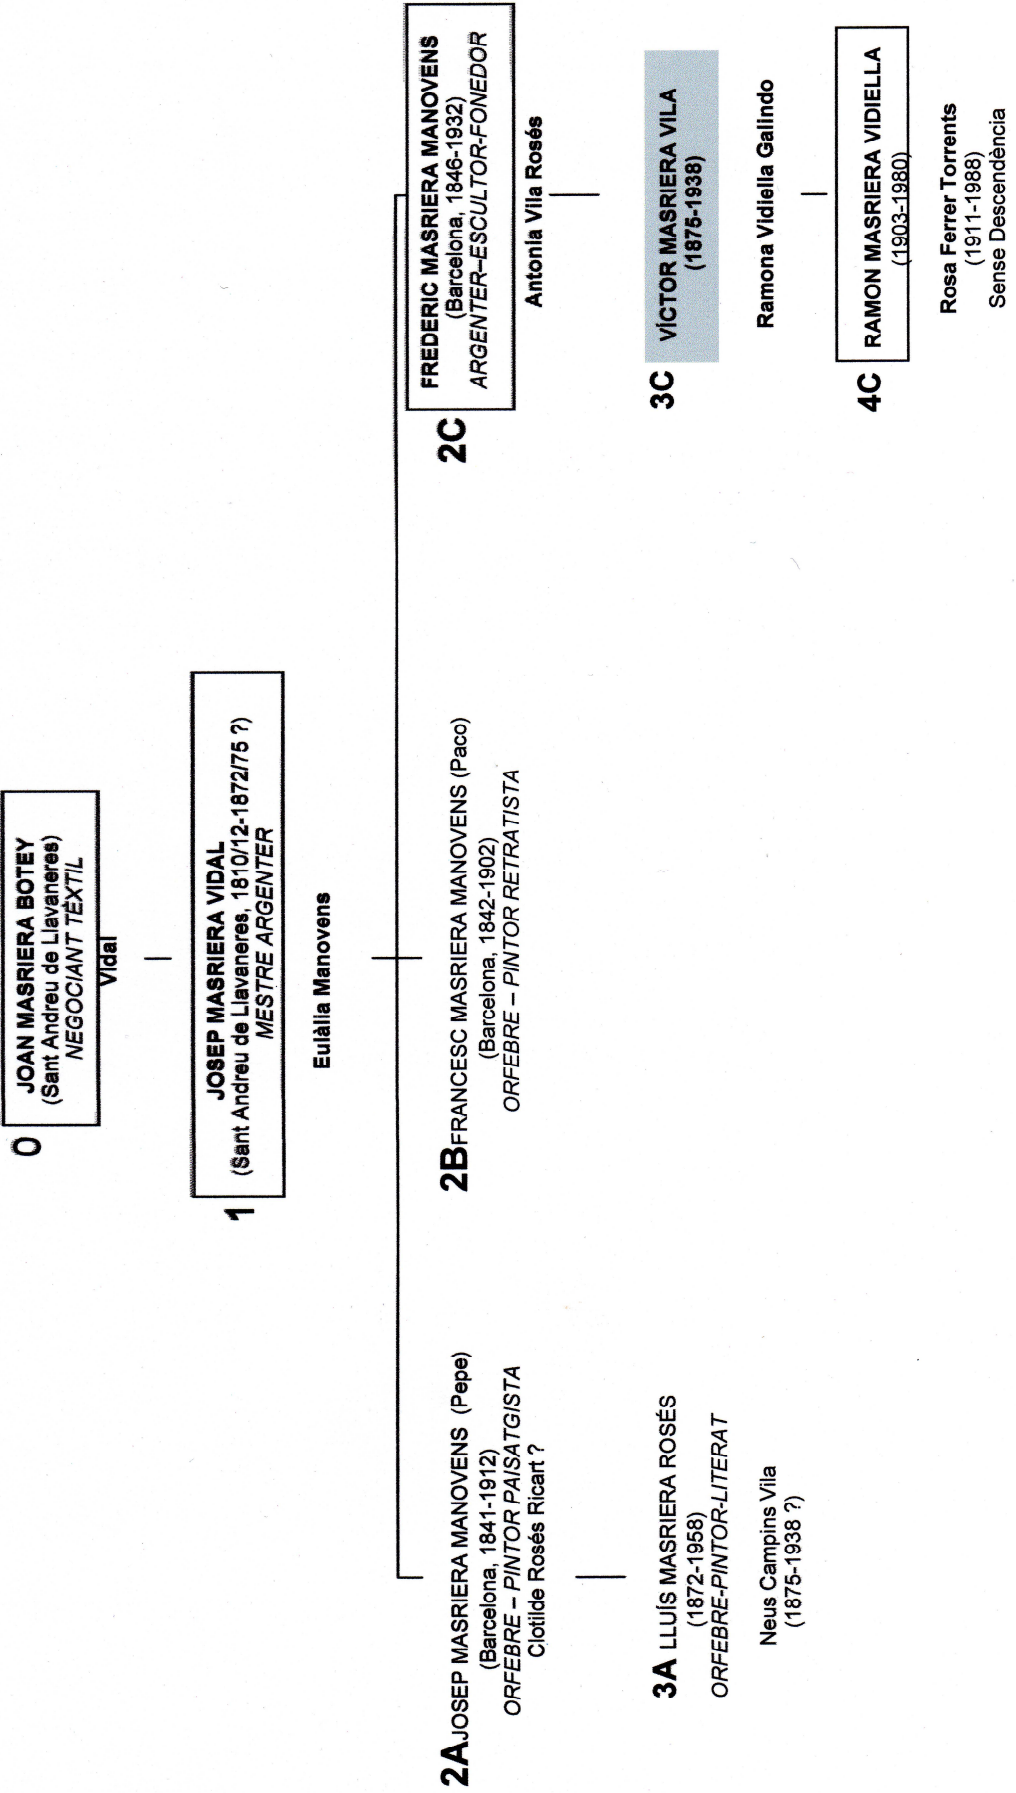 0
JOAN MASRIERA BOTEY
(Sant Andreu de Llavaneres)
NEGOCIANT TÈXTIL
Vidal
1
JOSEP MASRIERA VIDAL
(Sant Andreu de Llavaneres, 1810/12-1872/75 ?)
MESTRE ARGENTER
Eulàlia Manovens
2A JOSEP MASRIERA MANOVENS (Pepe)
(Barcelona, 1841-1912)
ORFEBRE – PINTOR PAISATGISTA
Clotilde Rosés Ricart ?
2B FRANCESC MASRIERA MANOVENS (Paco)
(Barcelona, 1842-1902)
ORFEBRE – PINTOR RETRATISTA
2C
FREDERIC MASRIERA MANOVENS
(Barcelona, 1846-1932)
ARGENTER–ESCULTOR-FONEDOR
Antonia Vila Rosés
3A LLUÍS MASRIERA ROSÉS
(1872-1958)
ORFEBRE-PINTOR-LITERAT
Neus Campins Vila
(1875-1938 ?)
3C
VÍCTOR MASRIERA VILA
(1875-1938)
Ramona Vidiella Galindo
4C
RAMON MASRIERA VIDIELLA
(1903-1980)
Rosa Ferrer Torrents
(1911-1988)
Sense Descendència